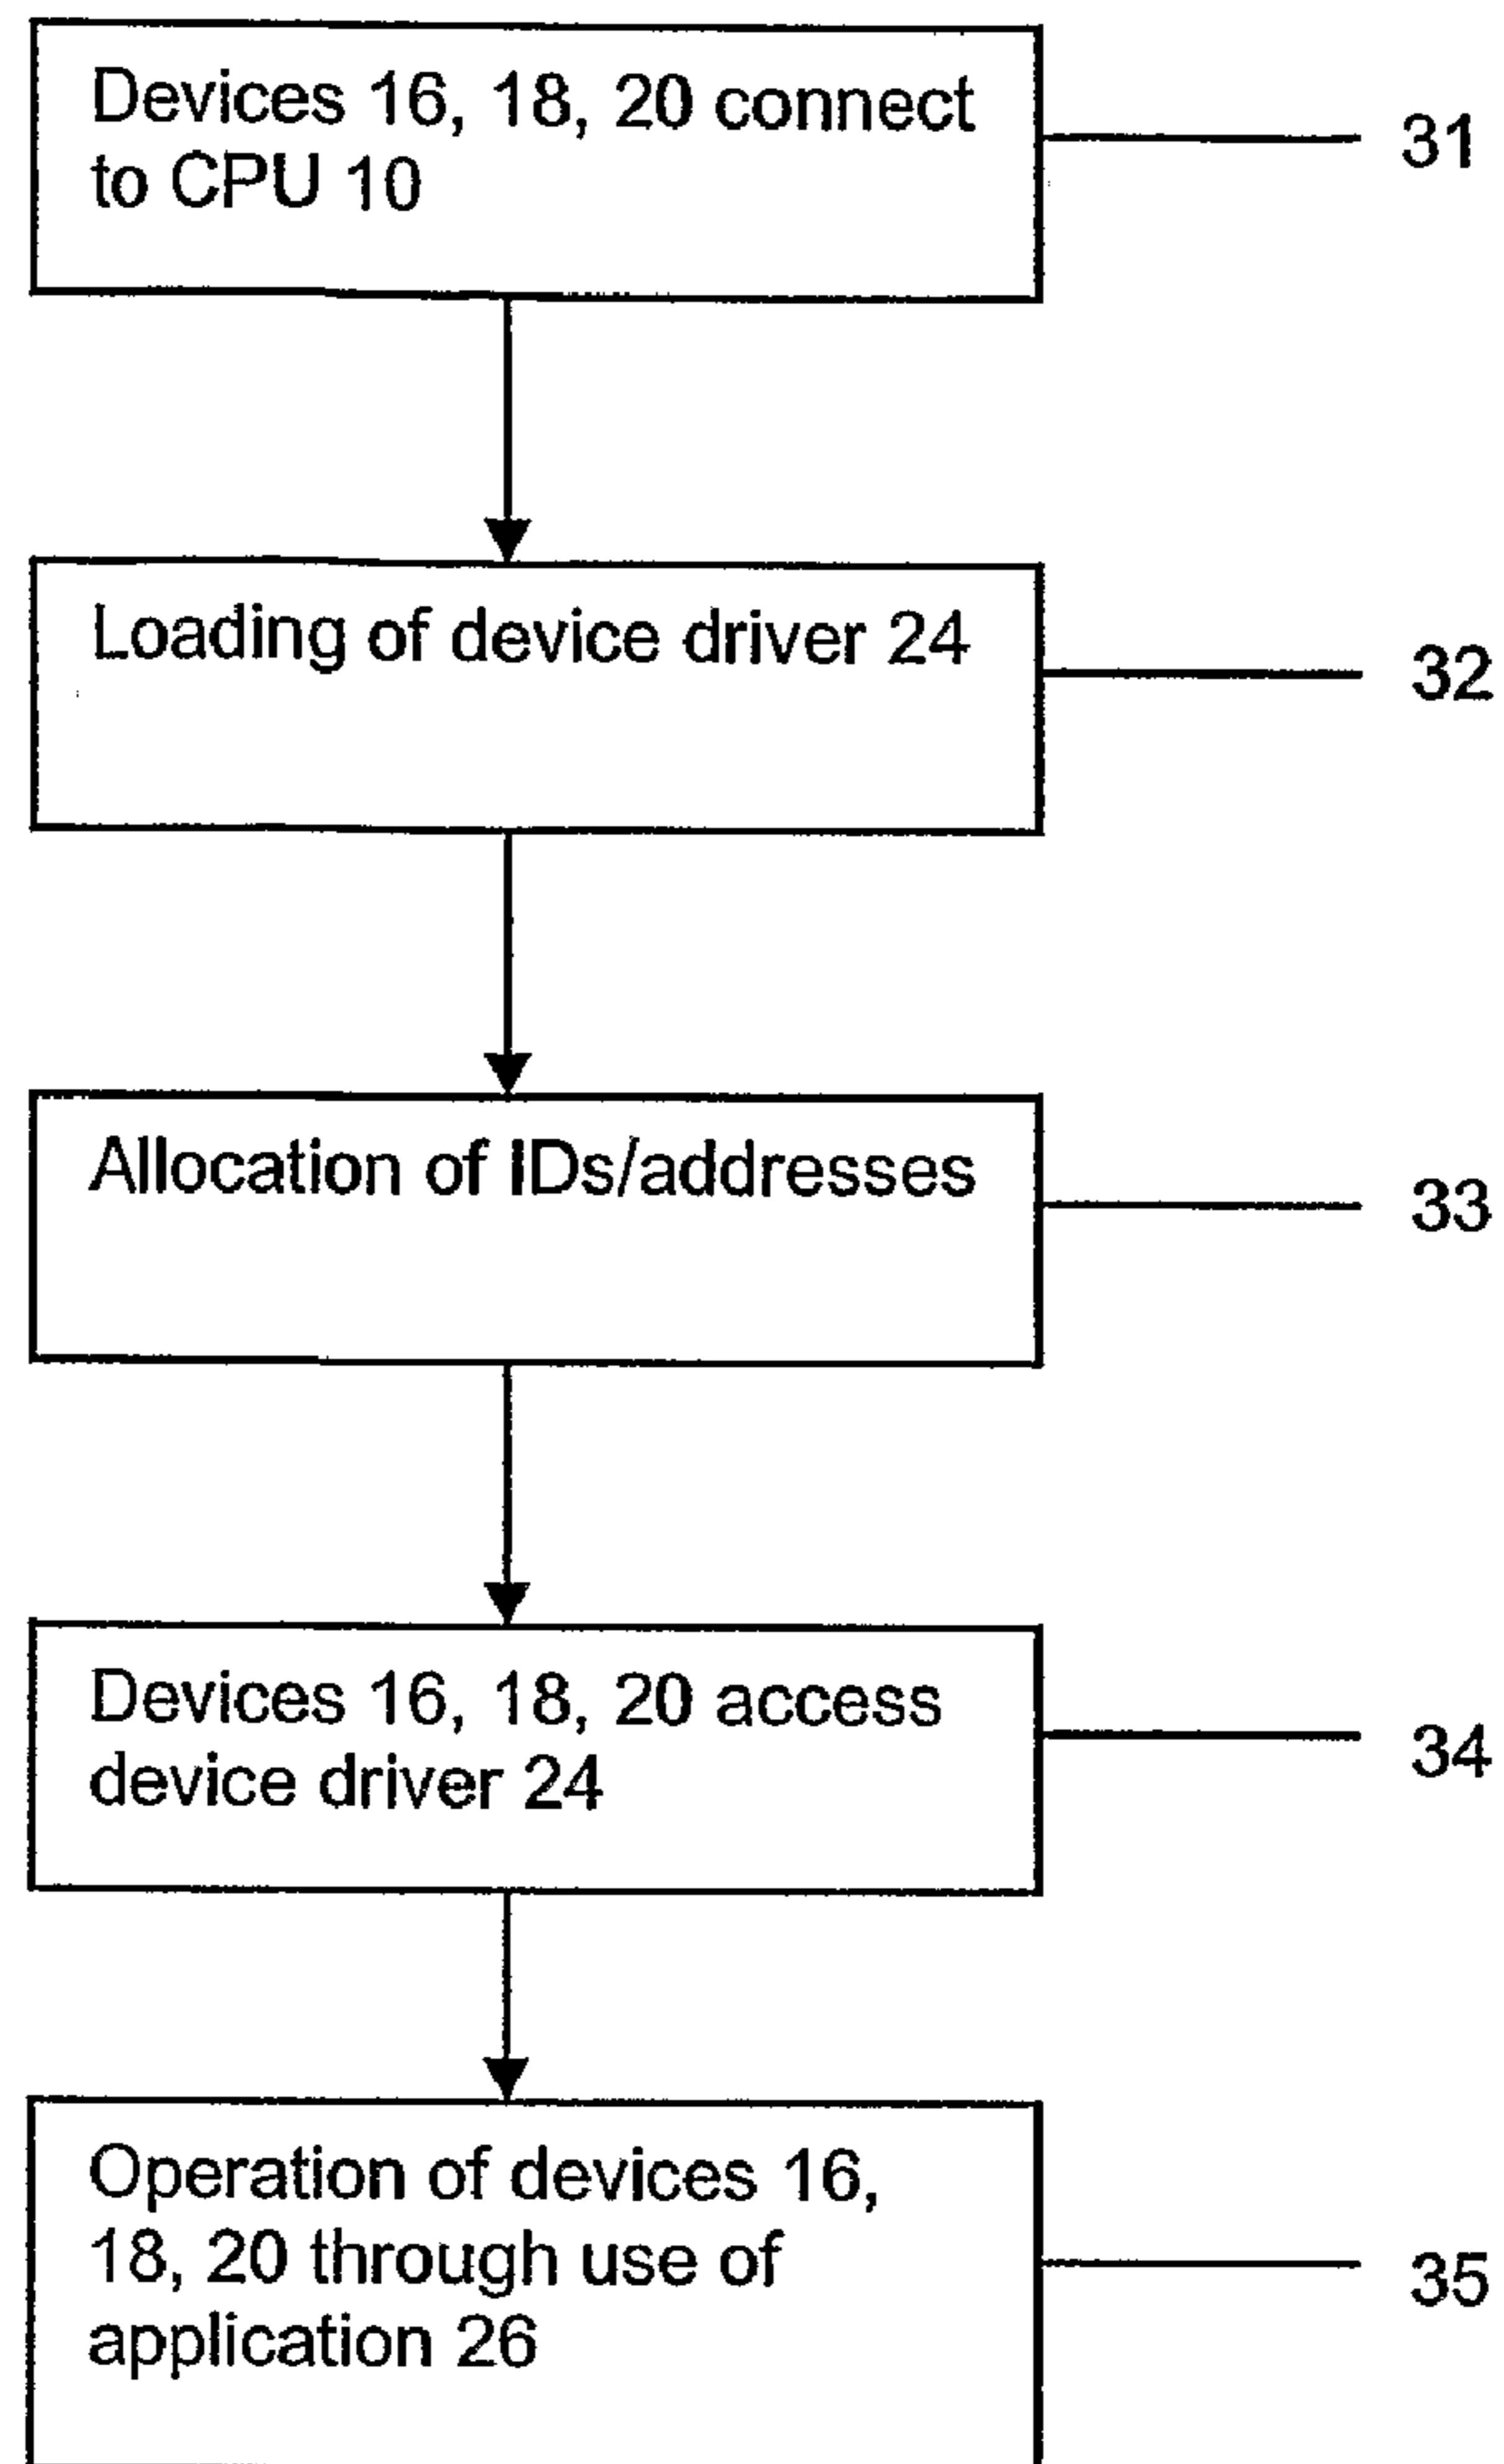 Devices 16, 18, 20 connect
to CPU 10
31
Loading of device driver 24
32
Allocation of IDs/addresses
33
Devices 16, 18, 20 access
device driver 24
34
Operation of devices 16,
18, 20 through use of
application 26
35